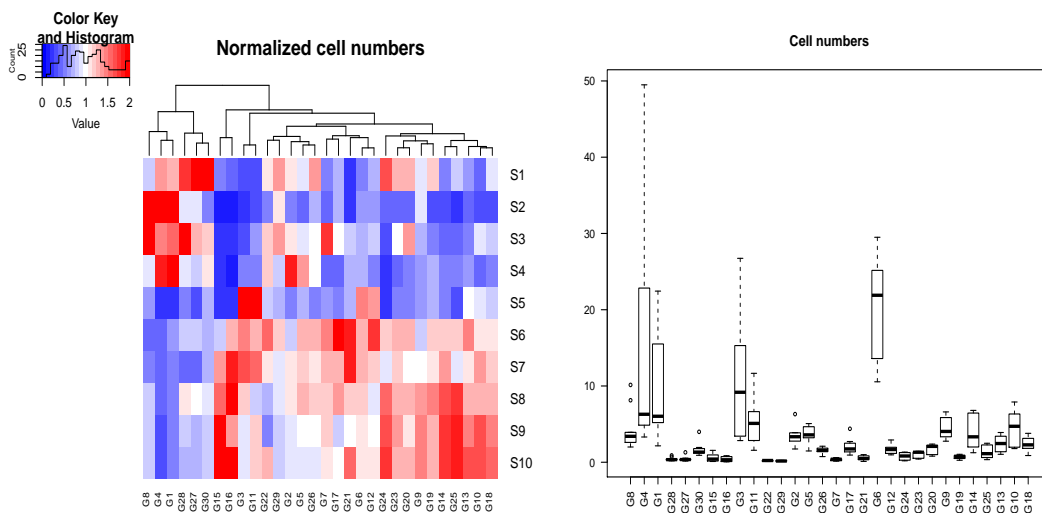 Color Key
and Histogram
Count
0
25
0 0.5 1 1.5 2
Value
Normalized cell numbers
S1
S2
S3
S4
S5
S6
S7
S8
S9
S10
G8 G4 G1 G28 G27 G30 G15 G16 G3 G11 G22 G29 G2 G5 G26 G7 G17 G21 G6 G12 G24 G23 G20 G9 G19 G14 G25 G13 G10 G18
Cell numbers
50
40
30
20
10
0
G8 G4 G1 G28 G27 G30 G15 G16 G3 G11 G22 G29 G2 G5 G26 G7 G17 G21 G6 G12 G24 G23 G20 G9 G19 G14 G25 G13 G10 G18